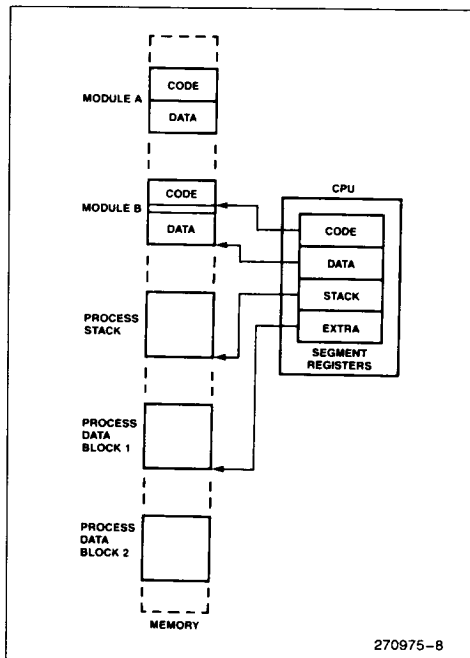 MODULE A
CODE
DATA
MODULE B
CODE
DATA
PROCESS
STACK
PROCESS
DATA
BLOCK 1
PROCESS
DATA
BLOCK 2
MEMORY
CPU
CODE
DATA
STACK
EXTRA
SEGMENT
REGISTERS
270975-8